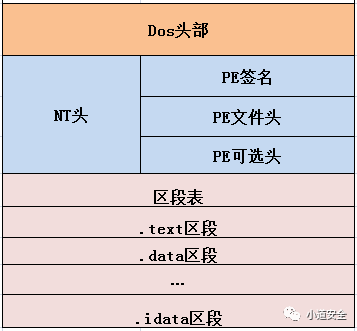 Dos头部
NT头
PE签名
PE文件头
PE可选头
区段表
.text区段
.data区段
…
.idata区段
小道安全